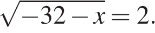 √−32 − x = 2.